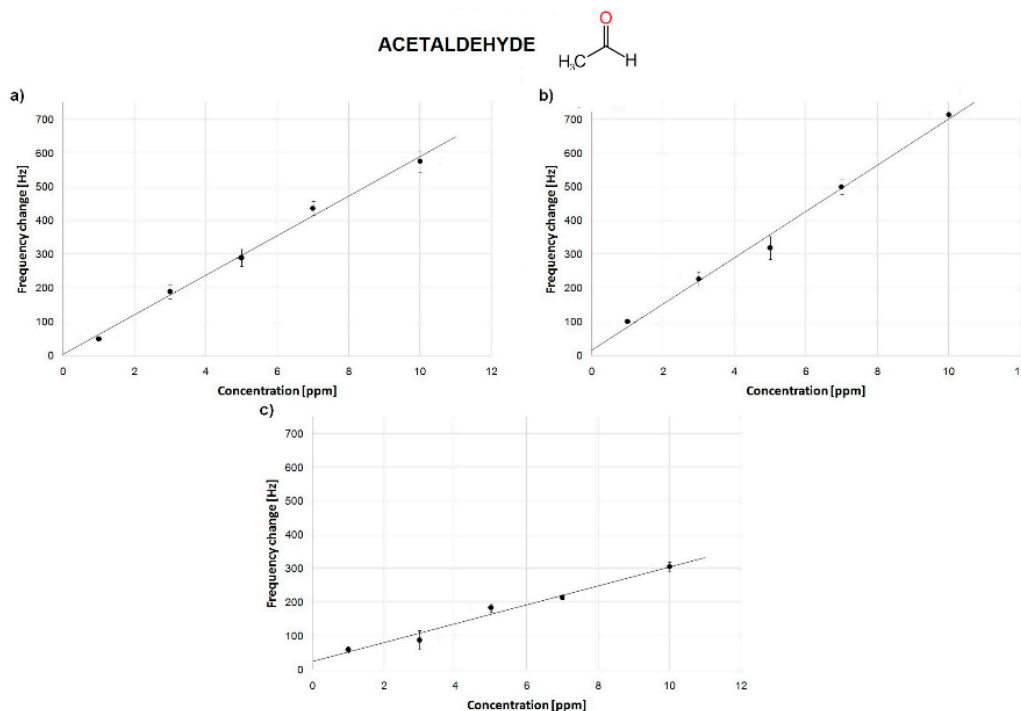 ACETALDEHYDE
O
H₃C
H
a)
700
600
500
400
300
200
100
0
Frequency change [Hz]
0 2 4 6 8 10 12
Concentration [ppm]
b)
700
600
500
400
300
200
100
0
Frequency change [Hz]
0 2 4 6 8 10 1
Concentration [ppm]
c)
700
600
500
400
300
200
100
0
Frequency change [Hz]
0 2 4 6 8 10 12
Concentration [ppm]